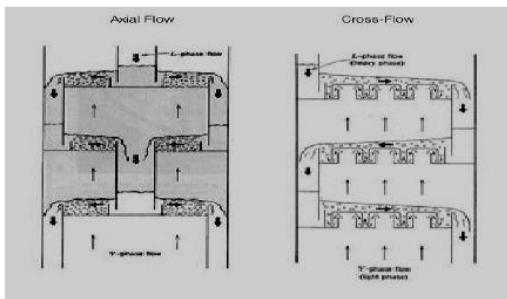 Axial Flow
L-phase flow
V-phase flow
Cross-Flow
L-phase flow
(heavy phase)
V-phase flow
(light phase)